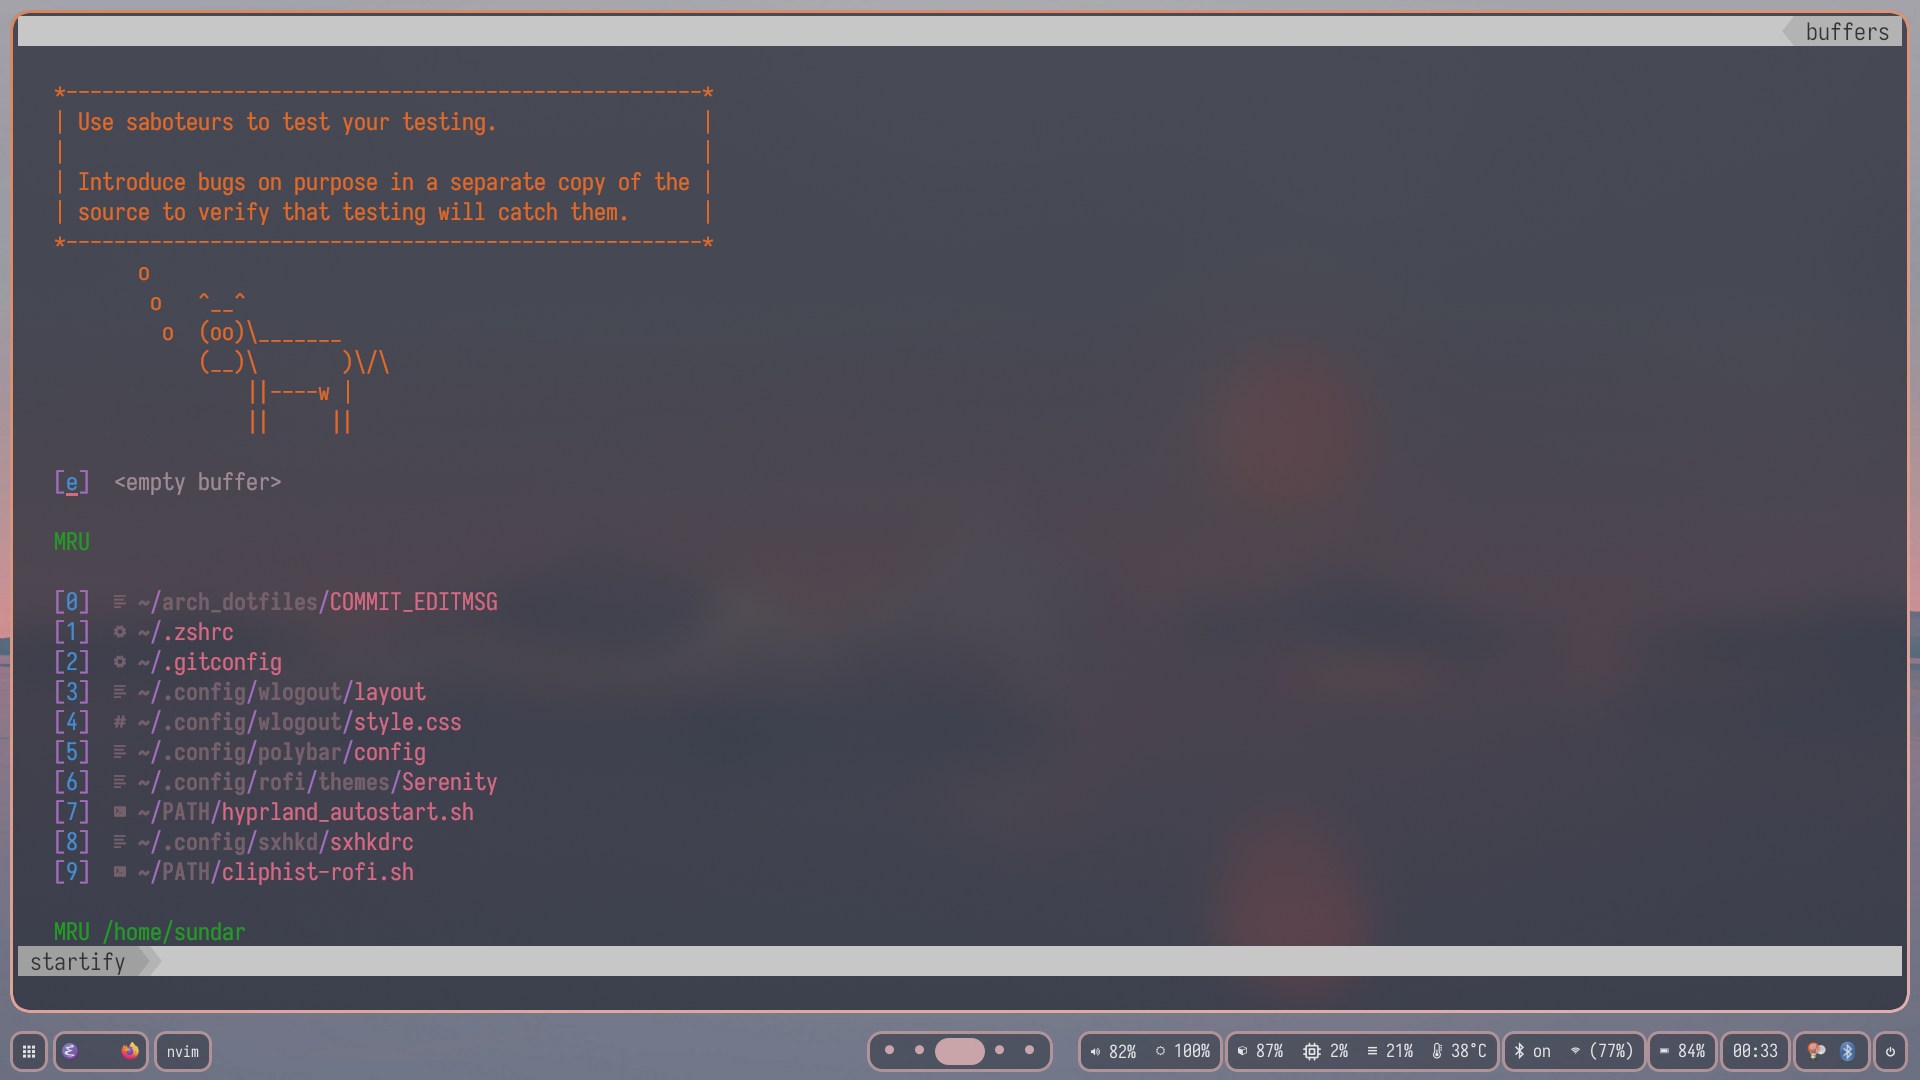 buffers
*-----------------------------------------------------*
| Use saboteurs to test your testing.                 |
|                                                     |
| Introduce bugs on purpose in a separate copy of the |
| source to verify that testing will catch them.      |
*-----------------------------------------------------*
       o
        o   ^__^
         o  (oo)\_______
            (__)\       )\/\
                ||----w |
                ||     ||
[e]  <empty buffer>
MRU
[0]  ~/arch_dotfiles/COMMIT_EDITMSG
[1]  ~/.zshrc
[2]  ~/.gitconfig
[3]  ~/.config/wlogout/layout
[4]  # ~/.config/wlogout/style.css
[5]  ~/.config/polybar/config
[6]  ~/.config/rofi/themes/Serenity
[7]  ~/PATH/hyprland_autostart.sh
[8]  ~/.config/sxhkd/sxhkdrc
[9]  ~/PATH/cliphist-rofi.sh
MRU /home/sundar
startify
nvim 82% 100% 87% 2% 21% 38°C on (77%) 84% 00:33